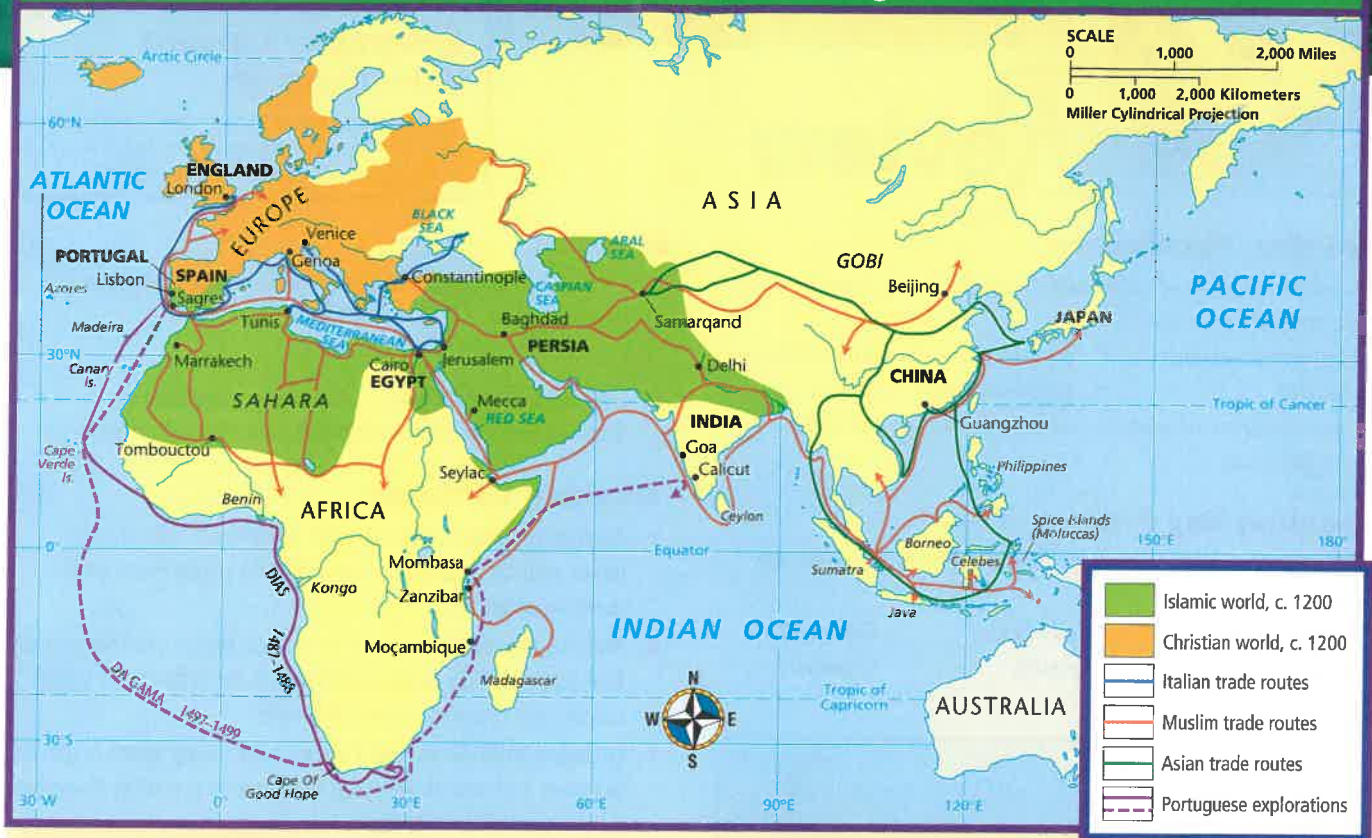 SCALE
0 1,000 2,000 Miles
0 1,000 2,000 Kilometers
Miller Cylindrical Projection
Arctic Circle
60°N
ATLANTIC
OCEAN
ENGLAND
London
EUROPE
ASIA
BLACK
SEA
ARAL
SEA
Venice
Genoa
PORTUGAL
Lisbon
SPAIN
Sagres
Azores
Constantinople
CASPIAN
SEA
GOBI
Beijing
PACIFIC
OCEAN
JAPAN
Madeira
Tunis
MEDITERRANEAN
SEA
Baghdad
Samarqand
PERSIA
30°N
Marrakech
Cairo
Jerusalem
EGYPT
Delhi
CHINA
Canary
Is.
SAHARA
Mecca
RED SEA
INDIA
Goa
Guangzhou
Tropic of Cancer
Tombouctou
Cape
Verde
Is.
Seylac
Calicut
Philippines
Benin
AFRICA
Ceylon
Spice Islands
(Moluccas)
0°
Equator
150°E
180°
Mombasa
Borneo
Celebes
Sumatra
DIAS
1487–1488
Kongo
Zanzibar
Java
INDIAN OCEAN
Moçambique
Madagascar
DA GAMA 1497–1499
N
W E
S
Tropic of
Capricorn
AUSTRALIA
30°S
Cape Of
Good Hope
30 W
0°
30°E
60°E
90°E
120°E
Islamic world, c. 1200
Christian world, c. 1200
Italian trade routes
Muslim trade routes
Asian trade routes
Portuguese explorations